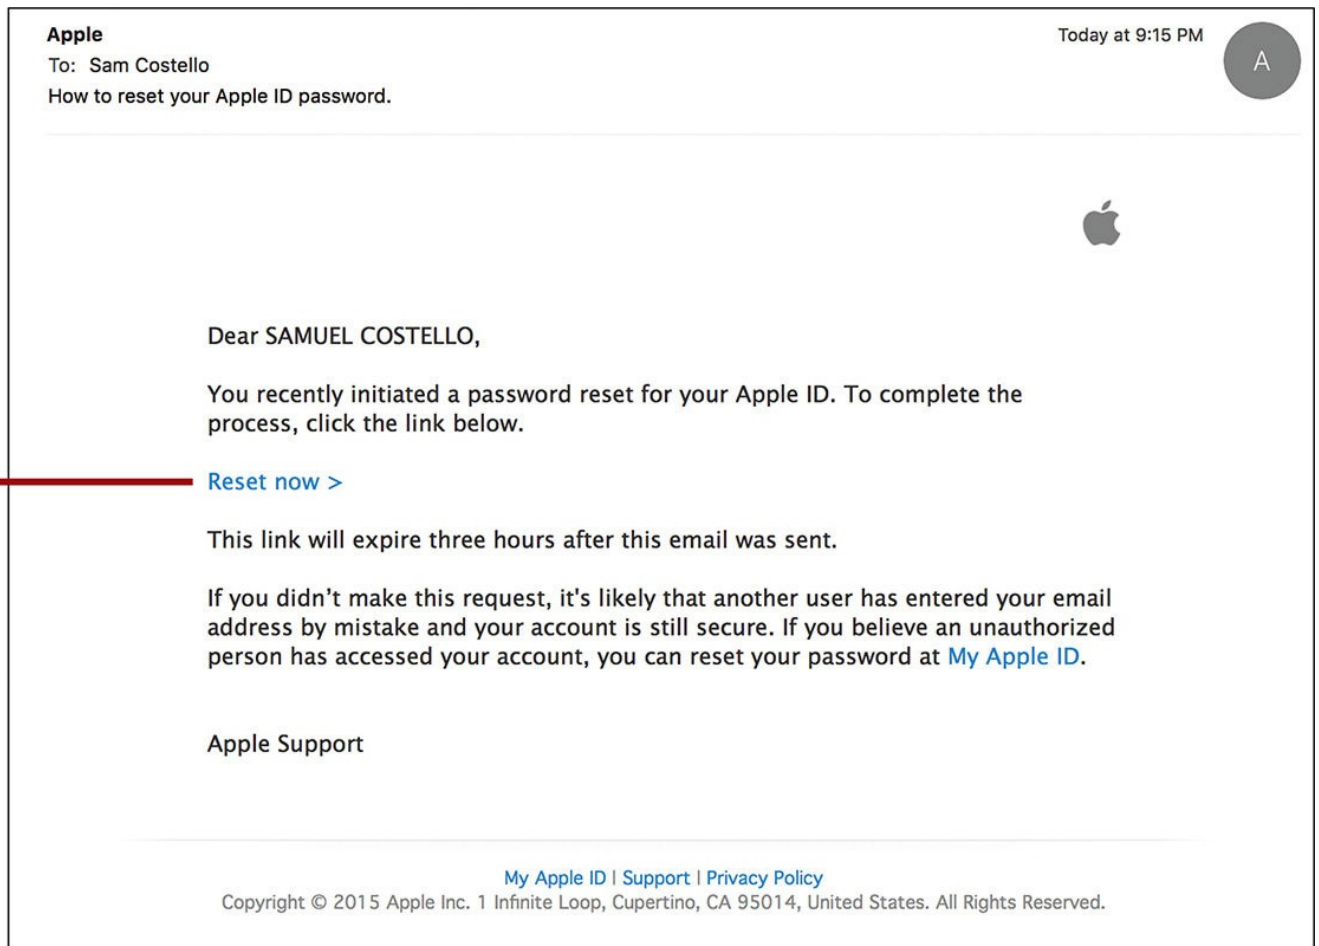 Apple
Today at 9:15 PM
A
To: Sam Costello
How to reset your Apple ID password.
Dear SAMUEL COSTELLO,
You recently initiated a password reset for your Apple ID. To complete the
process, click the link below.
Reset now >
This link will expire three hours after this email was sent.
If you didn’t make this request, it's likely that another user has entered your email
address by mistake and your account is still secure. If you believe an unauthorized
person has accessed your account, you can reset your password at My Apple ID.
Apple Support
My Apple ID | Support | Privacy Policy
Copyright © 2015 Apple Inc. 1 Infinite Loop, Cupertino, CA 95014, United States. All Rights Reserved.